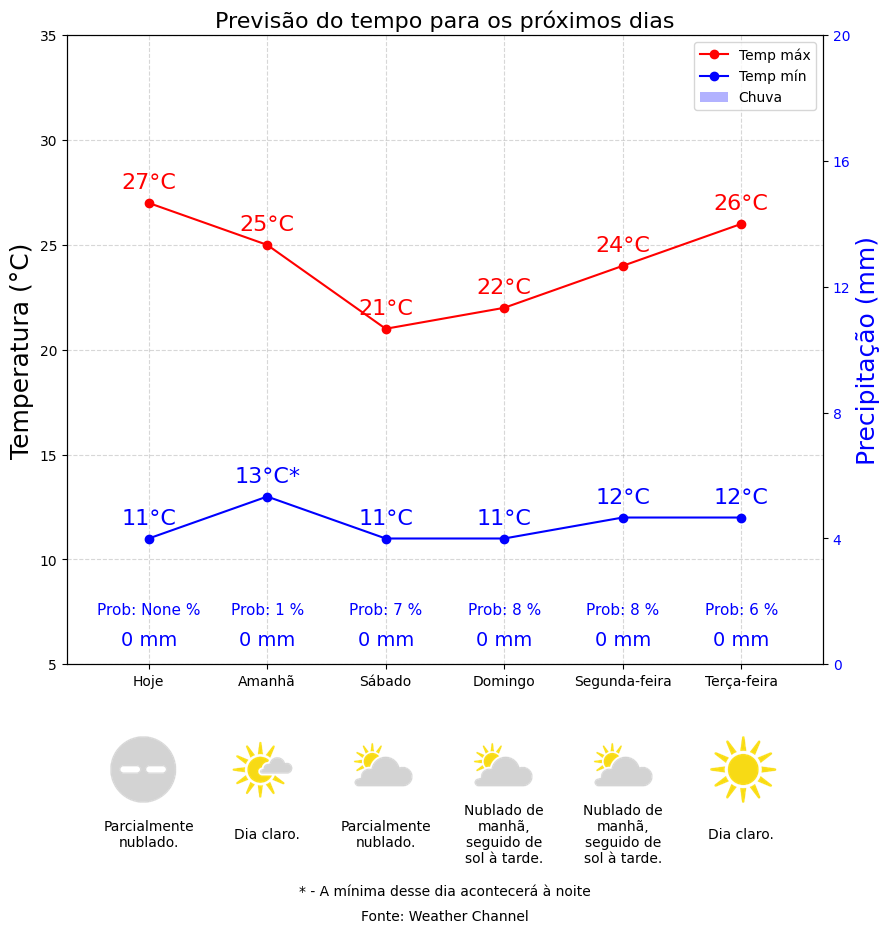 Previsão do tempo para os próximos dias
Temp máx
Temp mín
Chuva
35
30
25
20
15
10
5
Temperatura (°C)
20
16
12
8
4
0
Precipitação (mm)
27°C
25°C
21°C
22°C
24°C
26°C
11°C
13°C*
11°C
11°C
12°C
12°C
Prob: None %
Prob: 1 %
Prob: 7 %
Prob: 8 %
Prob: 8 %
Prob: 6 %
0 mm
0 mm
0 mm
0 mm
0 mm
0 mm
Hoje
Amanhã
Sábado
Domingo
Segunda-feira
Terça-feira
Parcialmente
nublado.
Dia claro.
Parcialmente
nublado.
Nublado de
manhã,
seguido de
sol à tarde.
Nublado de
manhã,
seguido de
sol à tarde.
Dia claro.
* - A mínima desse dia acontecerá à noite
Fonte: Weather Channel